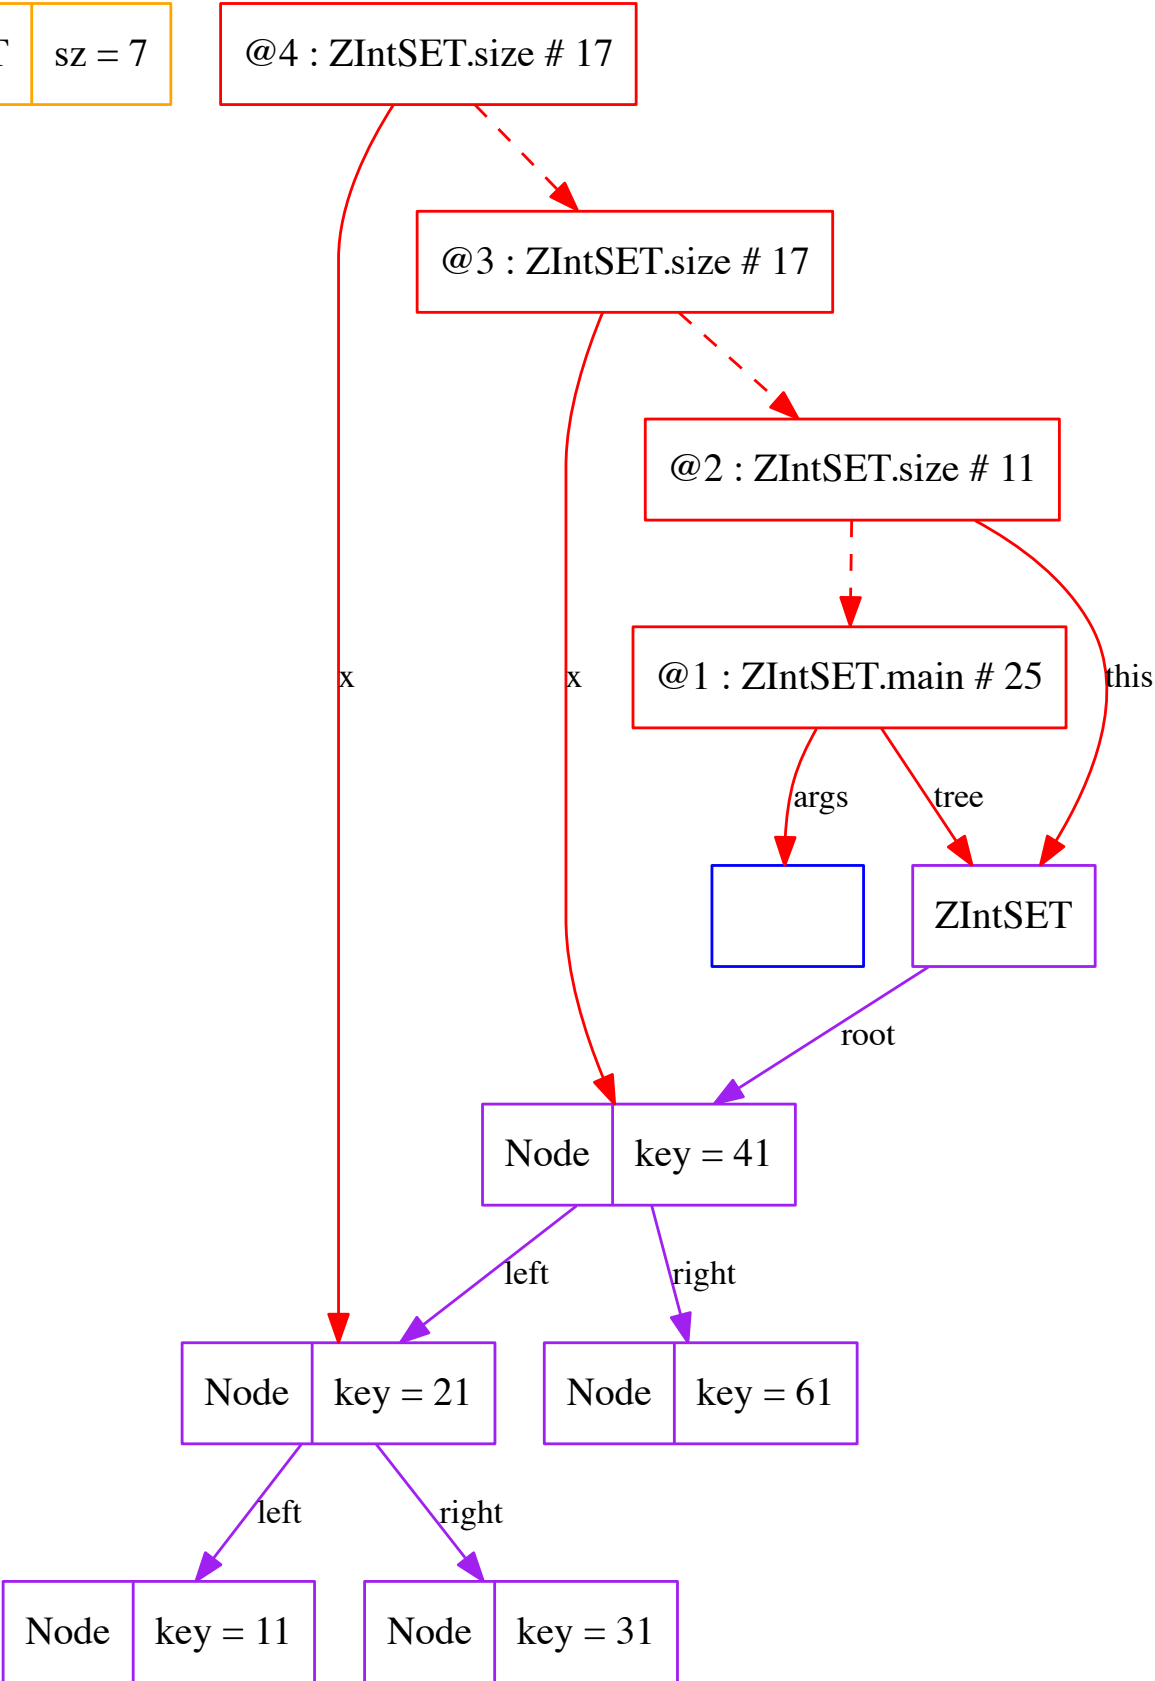 sz = 7
@4 : ZIntSET.size # 17
@3 : ZIntSET.size # 17
@2 : ZIntSET.size # 11
x
x
@1 : ZIntSET.main # 25
this
args
tree
ZIntSET
root
Node
key = 41
left
right
Node
key = 21
Node
key = 61
left
right
Node
key = 11
Node
key = 31